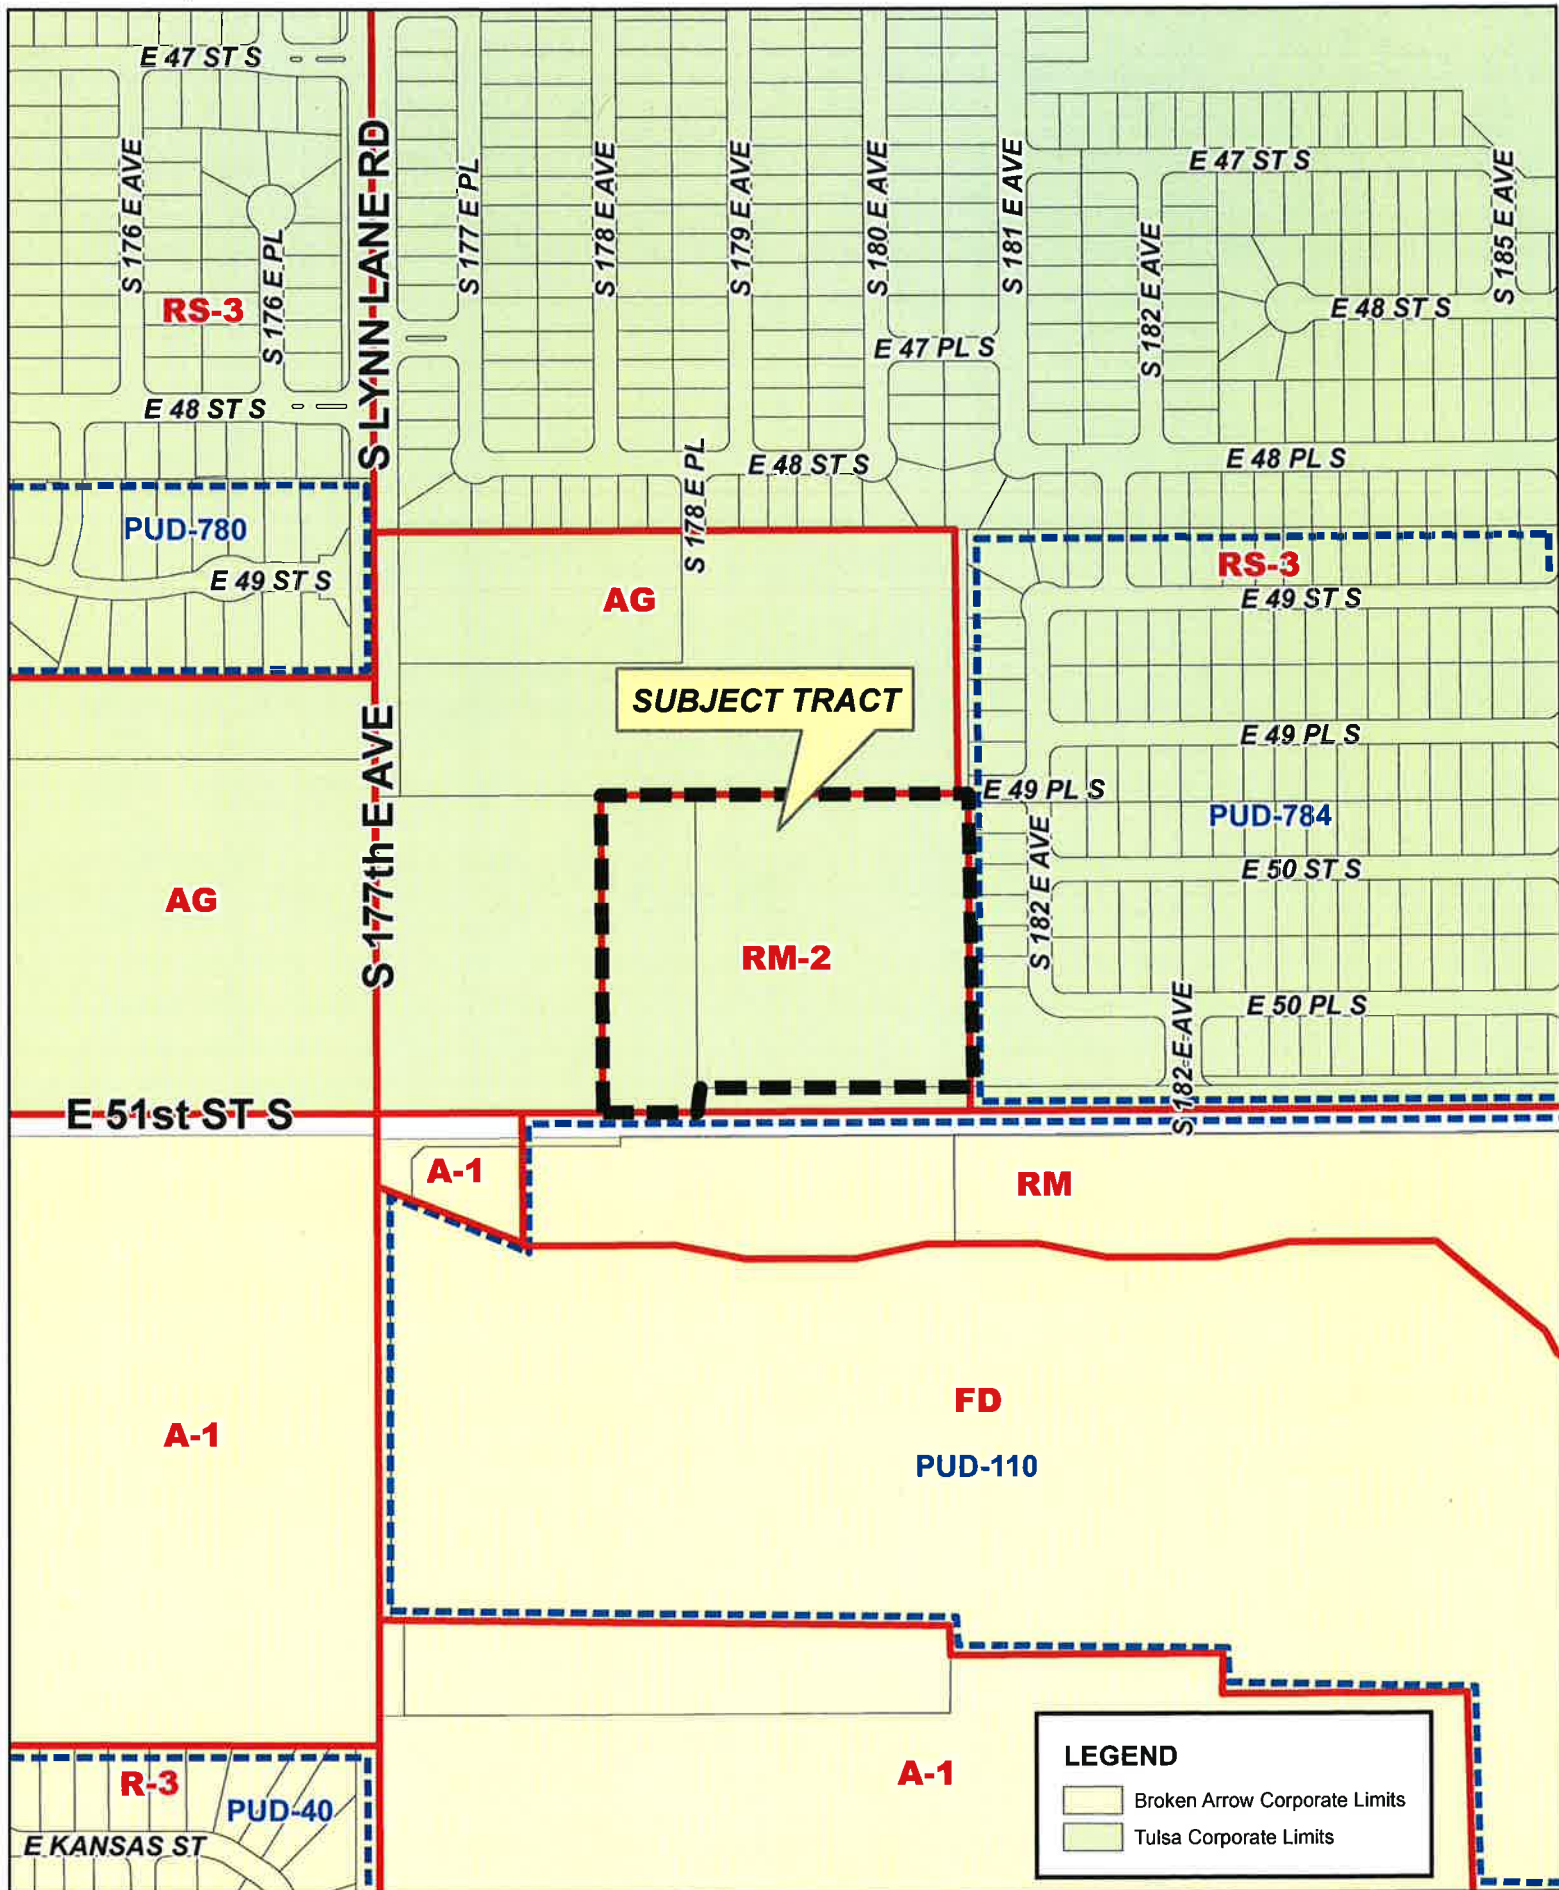 E 47 ST S
S 176 E AVE
S 176 E PL
RS-3
E 48 ST S
S LYNN LANE RD
S 177 E PL
S 178 E AVE
S 179 E AVE
S 180 E AVE
S 181 E AVE
E 47 ST S
S 182 E AVE
S 185 E AVE
E 48 ST S
E 47 PL S
E 48 ST S
S 178 E PL
E 48 PL S
PUD-780
E 49 ST S
AG
RS-3
E 49 ST S
SUBJECT TRACT
E 49 PL S
E 49 PL S
PUD-784
S 177th E AVE
AG
S 182 E AVE
E 50 ST S
RM-2
E 50 PL S
S 182 E AVE
E 51st ST S
A-1
RM
A-1
FD
PUD-110
R-3
PUD-40
E KANSAS ST
A-1
LEGEND
Broken Arrow Corporate Limits
Tulsa Corporate Limits